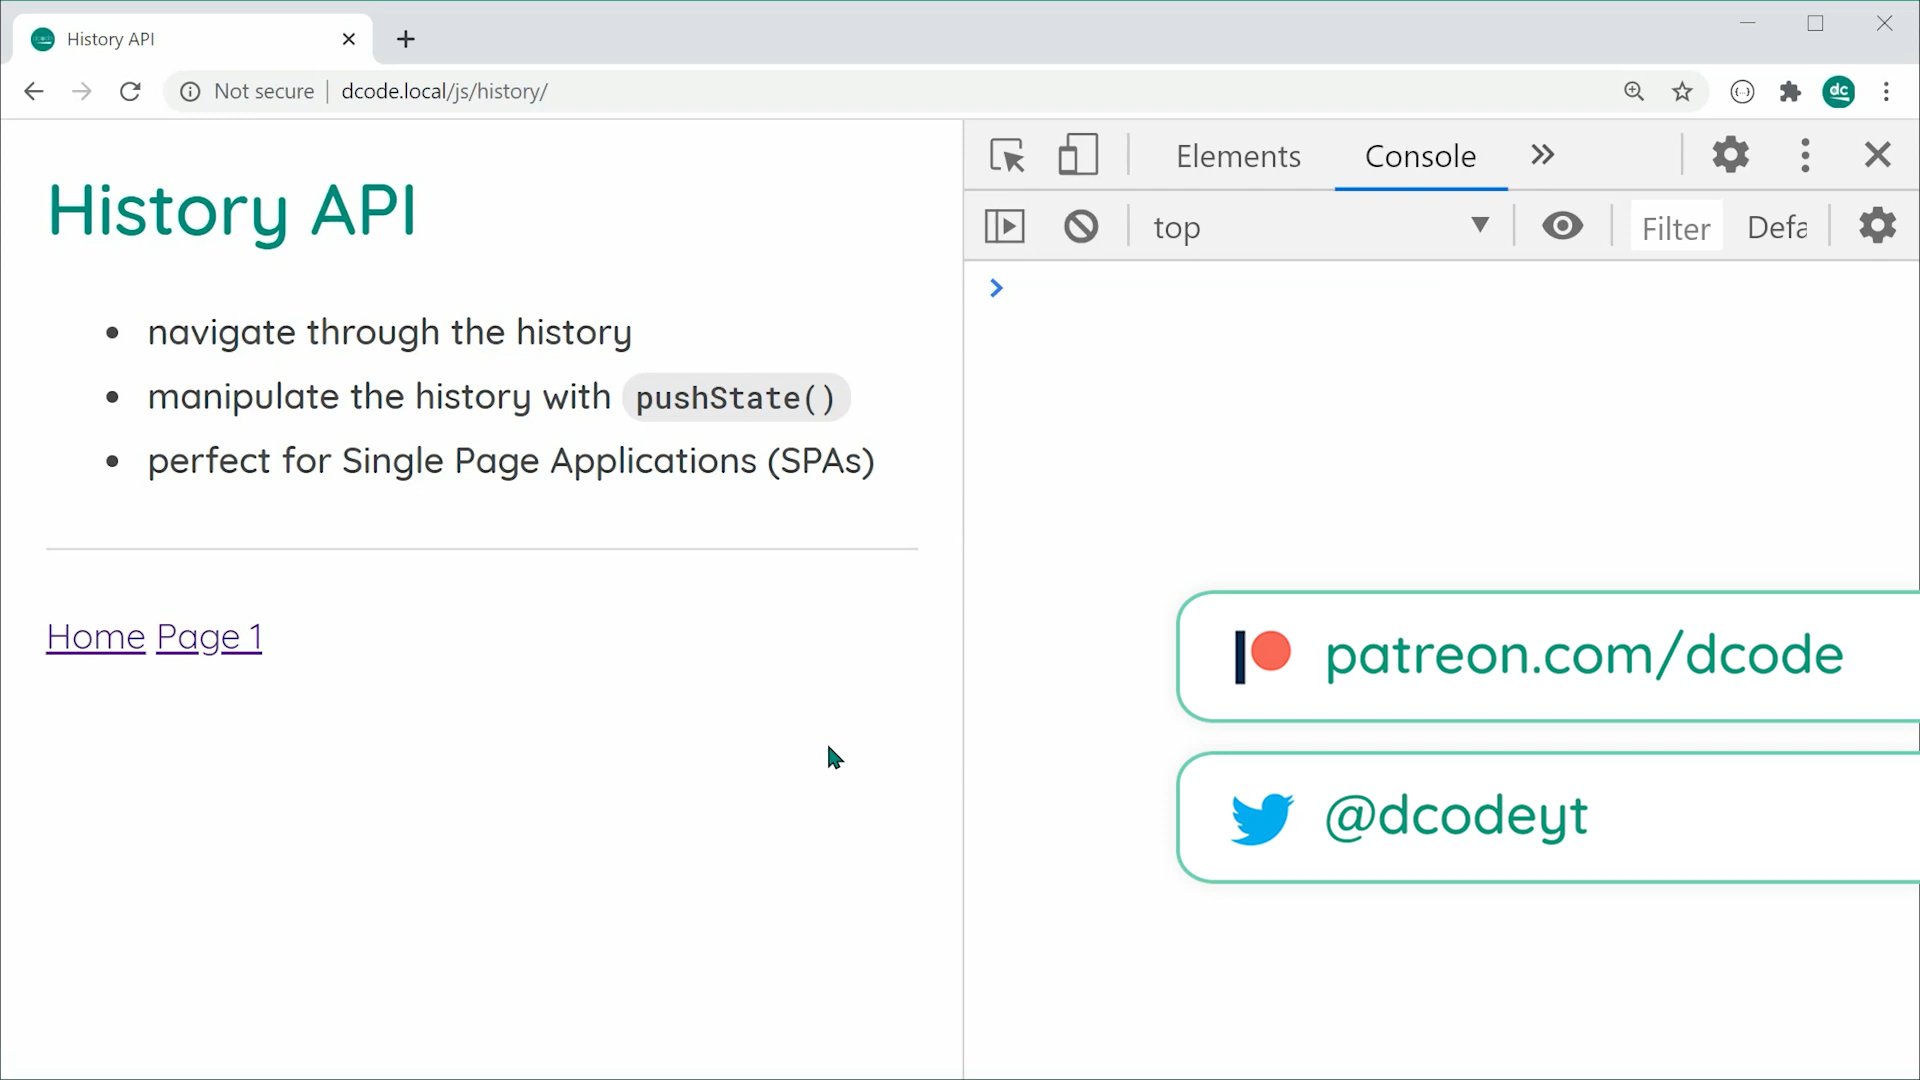 History API
Not secure dcode.local/js/history/
dc
Elements Console
top Filter Defa
History API
navigate through the history
manipulate the history with pushState()
perfect for Single Page Applications (SPAs)
Home Page 1
patreon.com/dcode
@dcodeyt